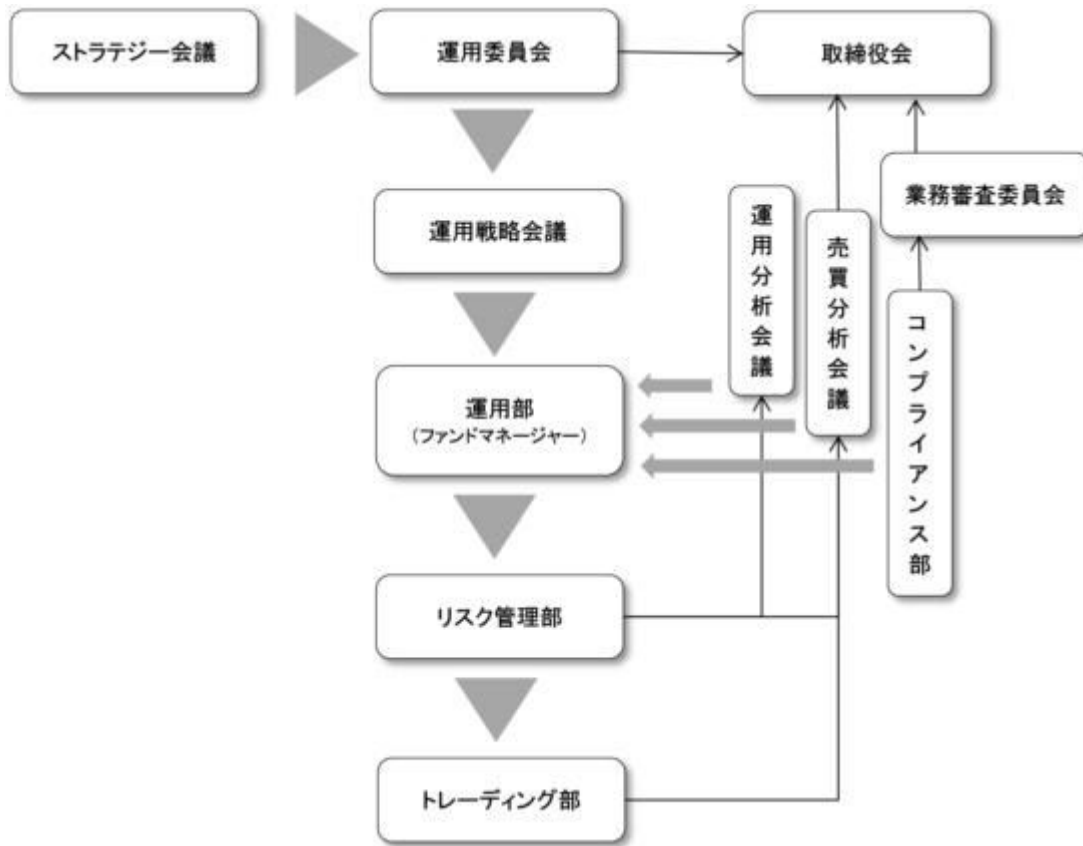 ストラテジー会議
運用委員会
取締役会
業務審査委員会
運用戦略会議
運用分析会議
売買分析会議
コンプライアンス部
運用部
(ファンドマネージャー)
リスク管理部
トレーディング部